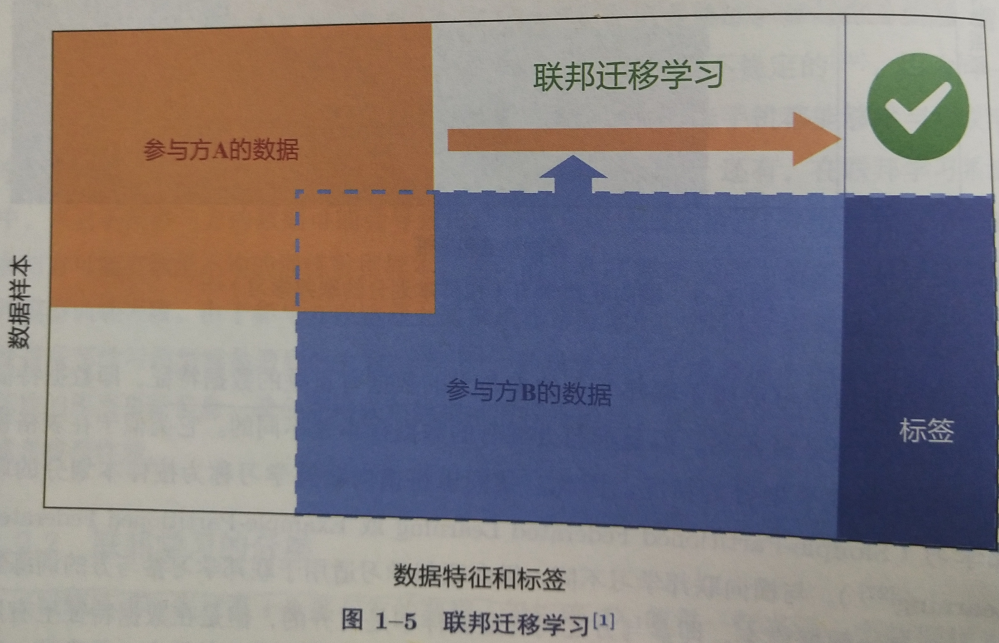 联邦迁移学习
参与方A的数据
数据样本
参与方B的数据
标签
数据特征和标签
图 1-5 联邦迁移学习[1]